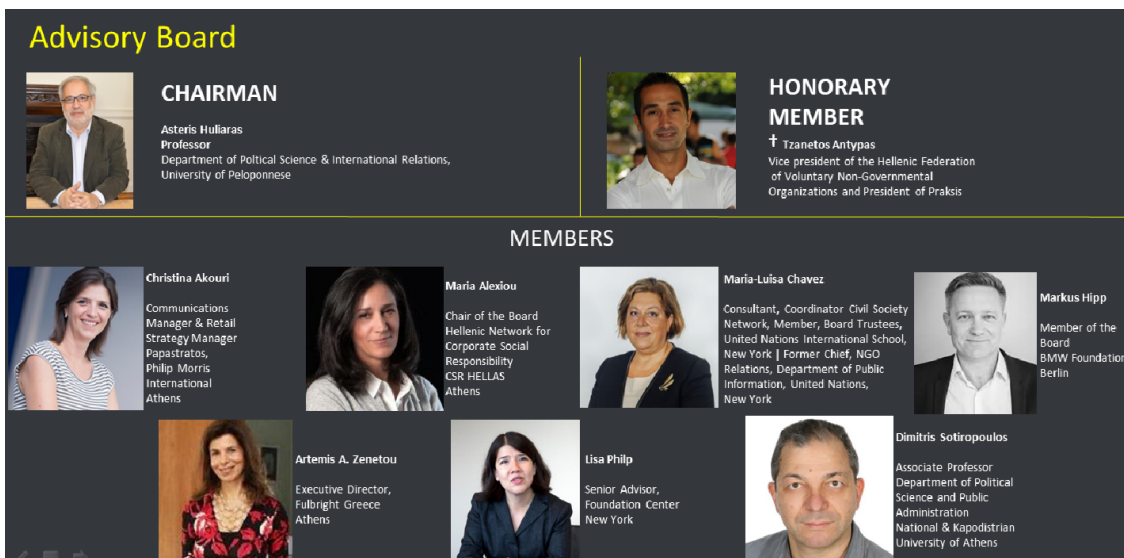 Advisory Board
CHAIRMAN
Asteris Huliaras
Professor
Department of Poltical Science & International Relations,
University of Peloponnese
HONORARY
MEMBER
† Tzanetos Antypas
Vice president of the Hellenic Federation
of Voluntary Non-Governmental
Organizations and President of Praksis
MEMBERS
Christina Akouri
Communications
Manager & Retail
Strategy Manager
Papastratos,
Philip Morris
International
Athens
Maria Alexiou
Chair of the Board
Hellenic Network for
Corporate Social
Responsibility
CSR HELLAS
Athens
Maria-Luisa Chavez
Consultant, Coordinator Civil Society
Network, Member, Board Trustees,
United Nations International School,
New York | Former Chief, NGO
Relations, Department of Public
Information, United Nations,
New York
Markus Hipp
Member of the
Board
BMW Foundation
Berlin
Artemis A. Zenetou
Executive Director,
Fulbright Greece
Athens
Lisa Philp
Senior Advisor,
Foundation Center
New York
Dimitris Sotiropoulos
Associate Professor
Department of Political
Science and Public
Administration
National & Kapodistrian
University of Athens